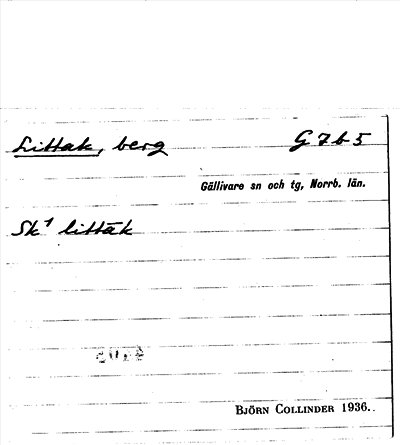 Littak, berg G 7 b 5
Gällivare sn och tg, Norrb. län.
Sk¹ littāk
BJÖRN COLLINDER 1936.